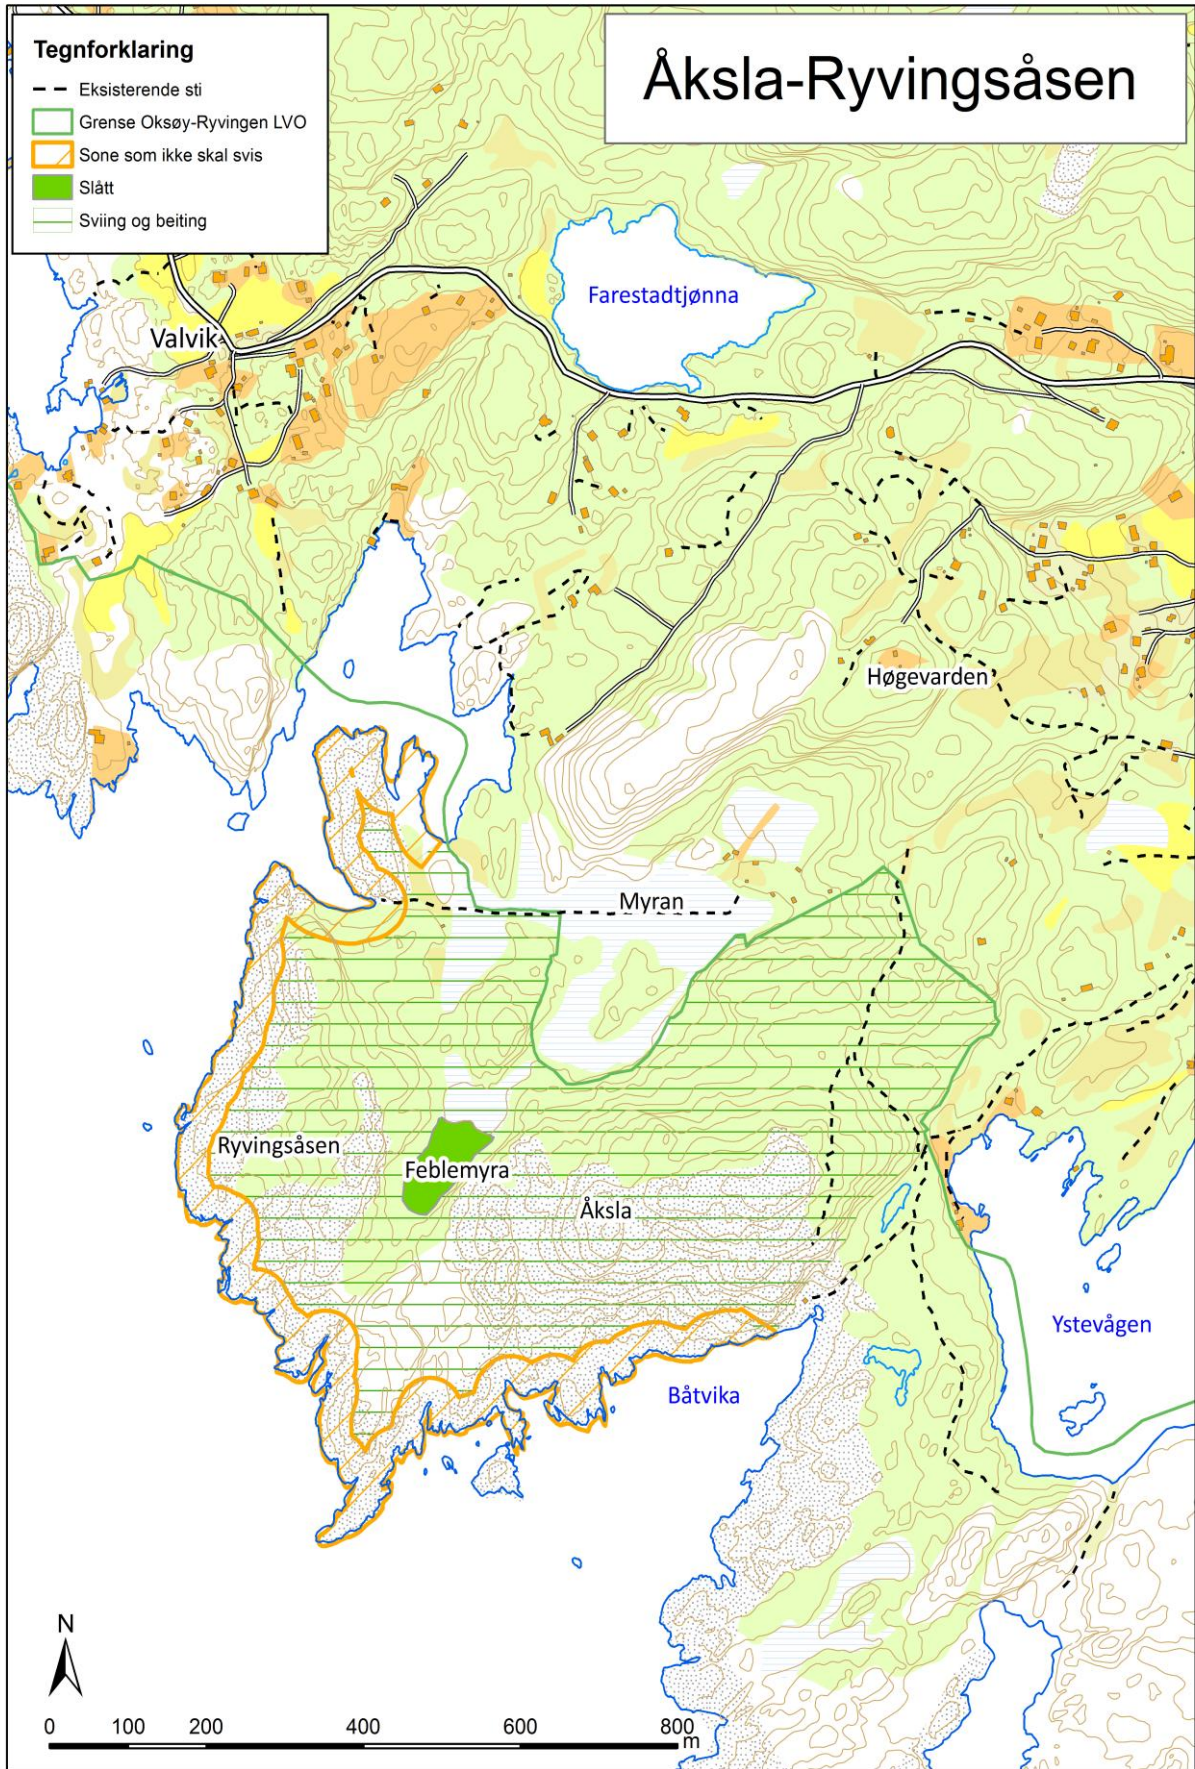 Tegnforklaring
Eksisterende sti
Grense Oksøy-Ryvingen LVO
Sone som ikke skal svis
Slått
Sviing og beiting
Åksla-Ryvingsåsen
Farestadtjønna
Valvik
Høgevarden
Myran
Ryvingsåsen
Feblemyra
Åksla
Ystevågen
Båtvika
N
0 100 200 400 600 800
m